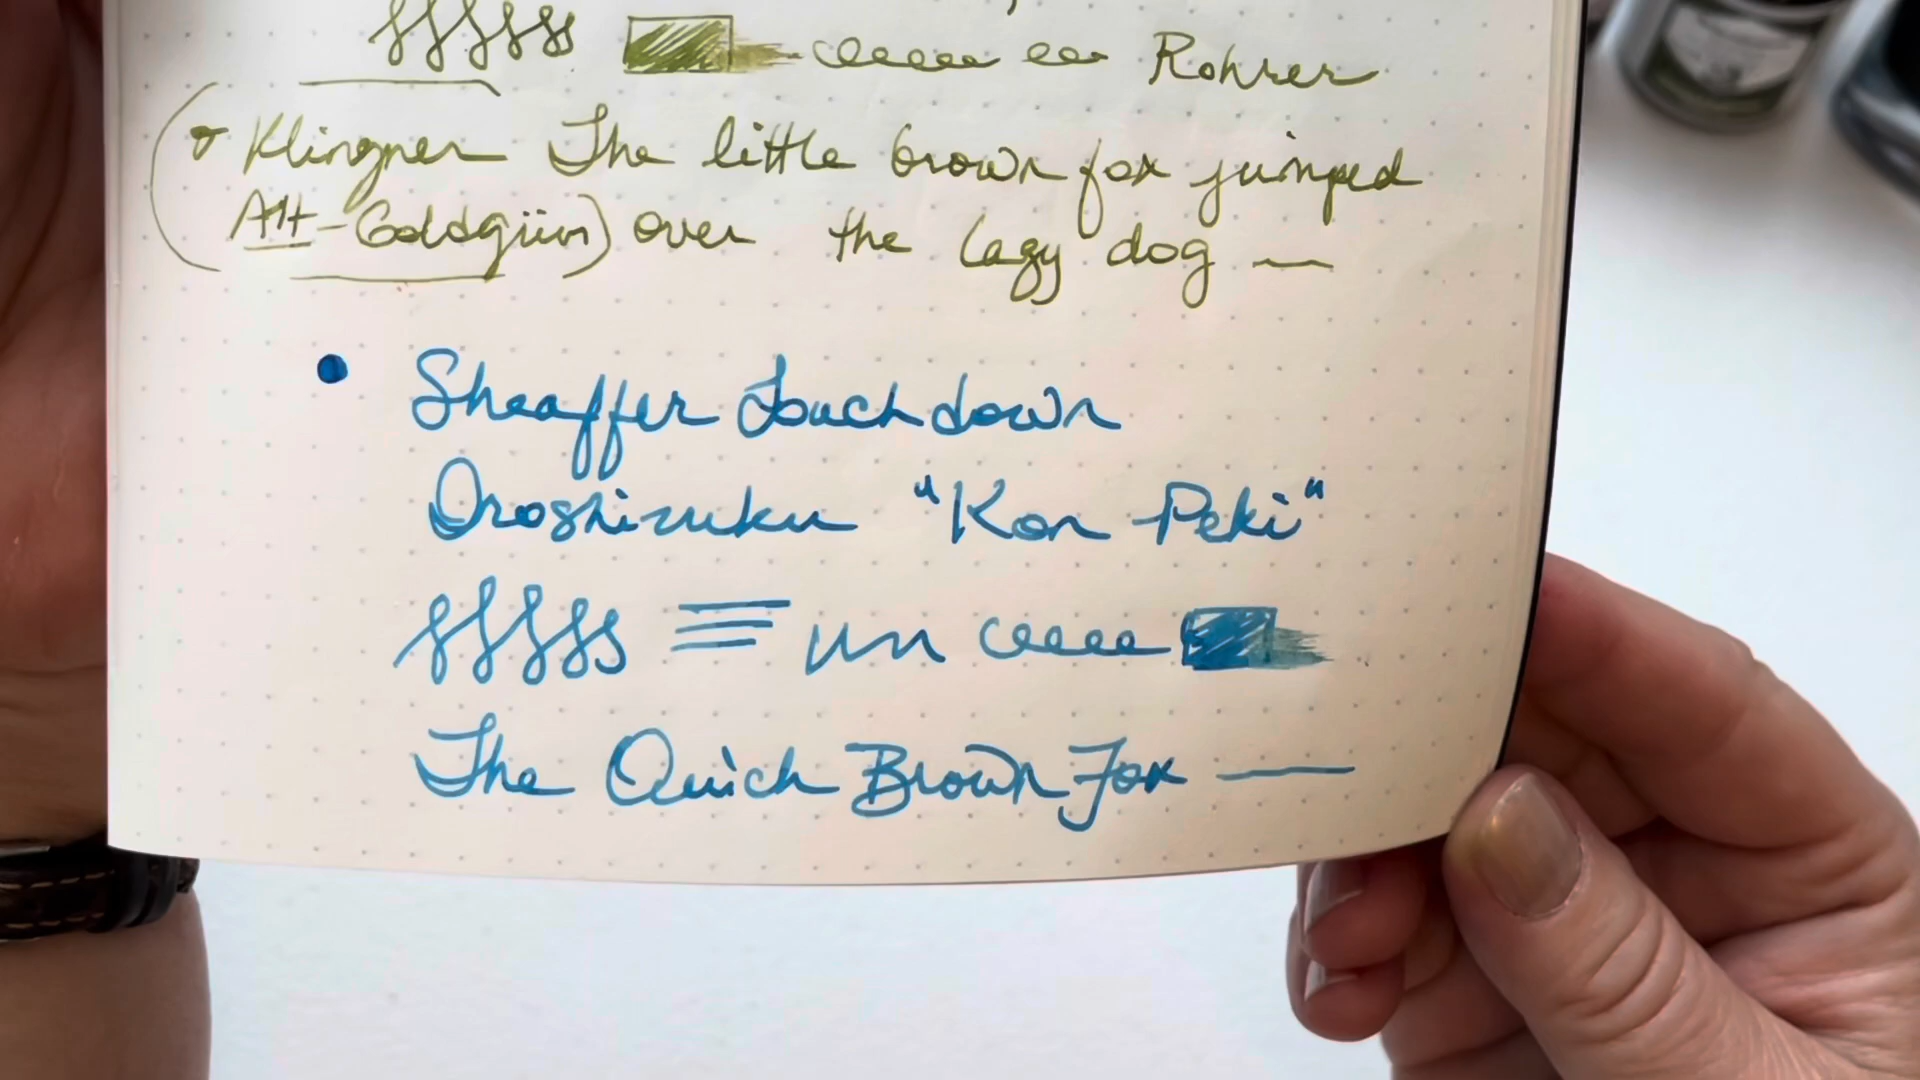 Rohrer
& Klingner The little brown fox jumped
Alt-Goldgrün) over the lazy dog —
Sheaffer Touchdown
Iroshizuku "Kon Peki"
The Quick Brown Fox —